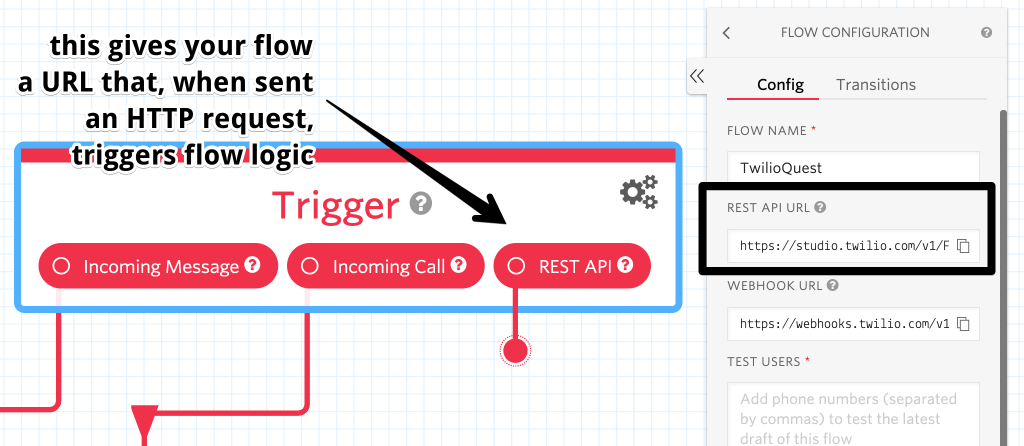 this gives your flow
a URL that, when sent
an HTTP request,
triggers flow logic
Trigger ?
Incoming Message ?
Incoming Call ?
REST API ?
FLOW CONFIGURATION ?
Config
Transitions
FLOW NAME *
TwilioQuest
REST API URL ?
https://studio.twilio.com/v1/F
WEBHOOK URL ?
https://webhooks.twilio.com/v1
TEST USERS *
Add phone numbers (separated
by commas) to test the latest
draft of this flow